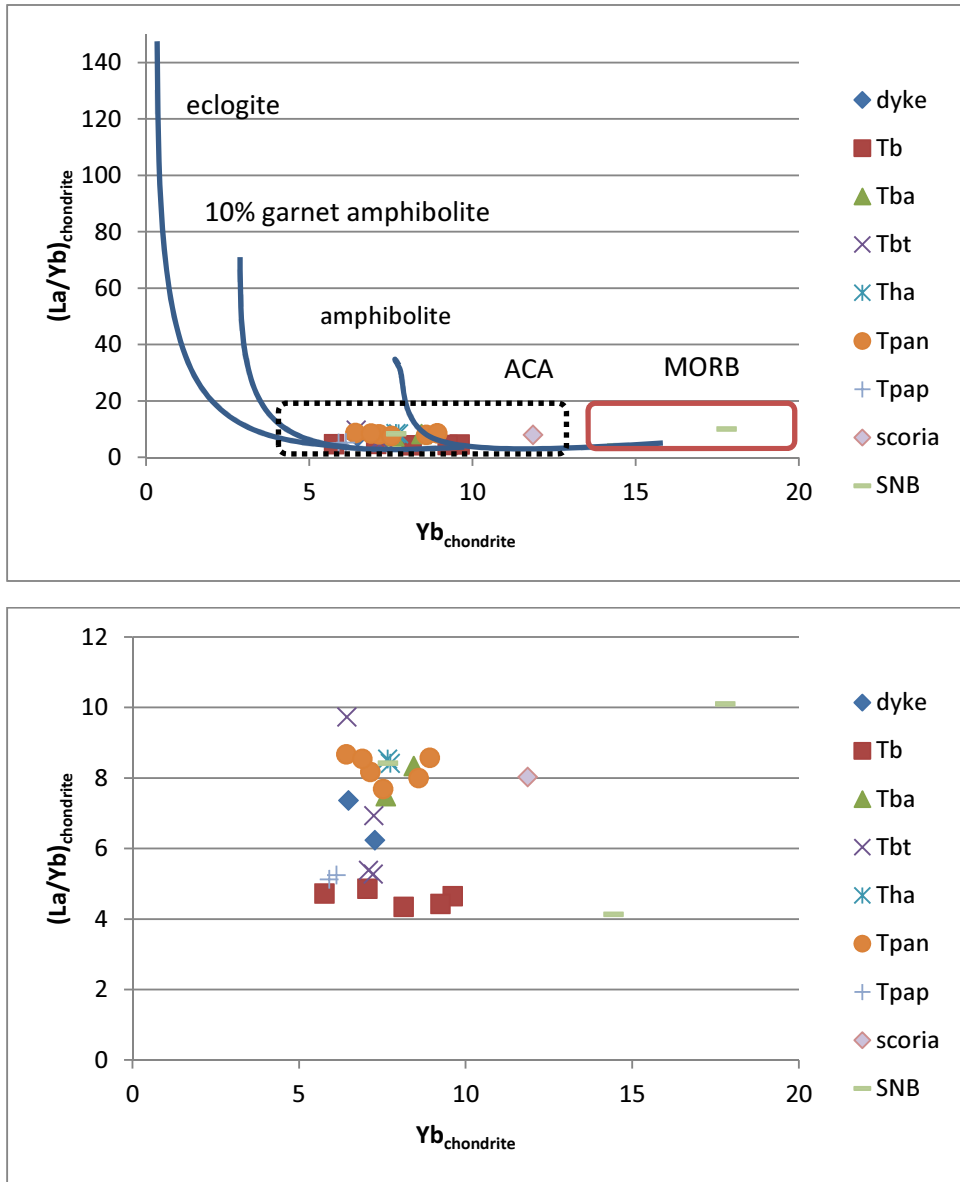 140
120
100
80
60
40
20
0
(La/Yb)chondrite
eclogite
10% garnet amphibolite
amphibolite
ACA
MORB
0 5 10 15 20
Ybchondrite
dyke
Tb
Tba
Tbt
Tha
Tpan
Tpap
scoria
SNB
12
10
8
6
4
2
0
(La/Yb)chondrite
0 5 10 15 20
Ybchondrite
dyke
Tb
Tba
Tbt
Tha
Tpan
Tpap
scoria
SNB